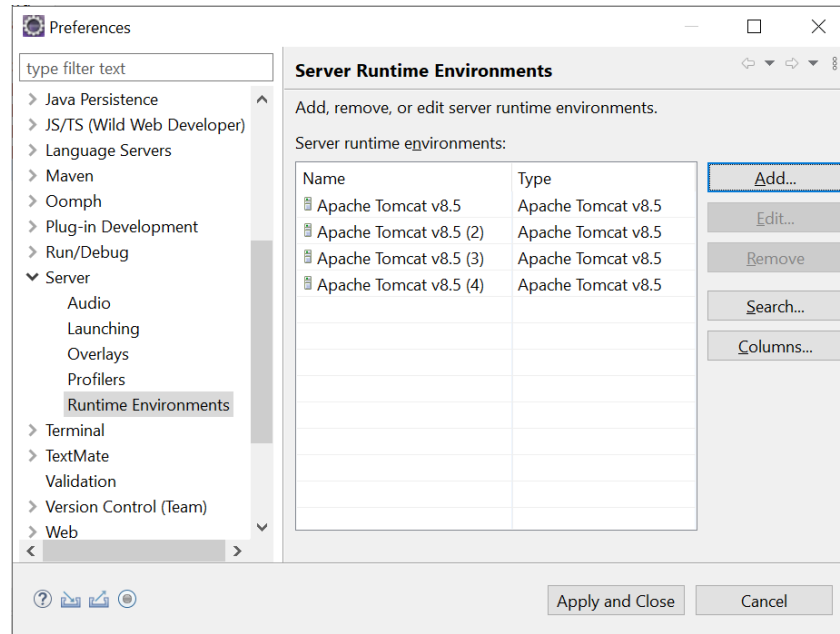 Preferences
type filter text
Java Persistence
JS/TS (Wild Web Developer)
Language Servers
Maven
Oomph
Plug-in Development
Run/Debug
Server
Audio
Launching
Overlays
Profilers
Runtime Environments
Terminal
TextMate
Validation
Version Control (Team)
Web
Server Runtime Environments
Add, remove, or edit server runtime environments.
Server runtime environments:
Name Type
Apache Tomcat v8.5 Apache Tomcat v8.5
Apache Tomcat v8.5 (2) Apache Tomcat v8.5
Apache Tomcat v8.5 (3) Apache Tomcat v8.5
Apache Tomcat v8.5 (4) Apache Tomcat v8.5
Add...
Edit...
Remove
Search...
Columns...
Apply and Close Cancel